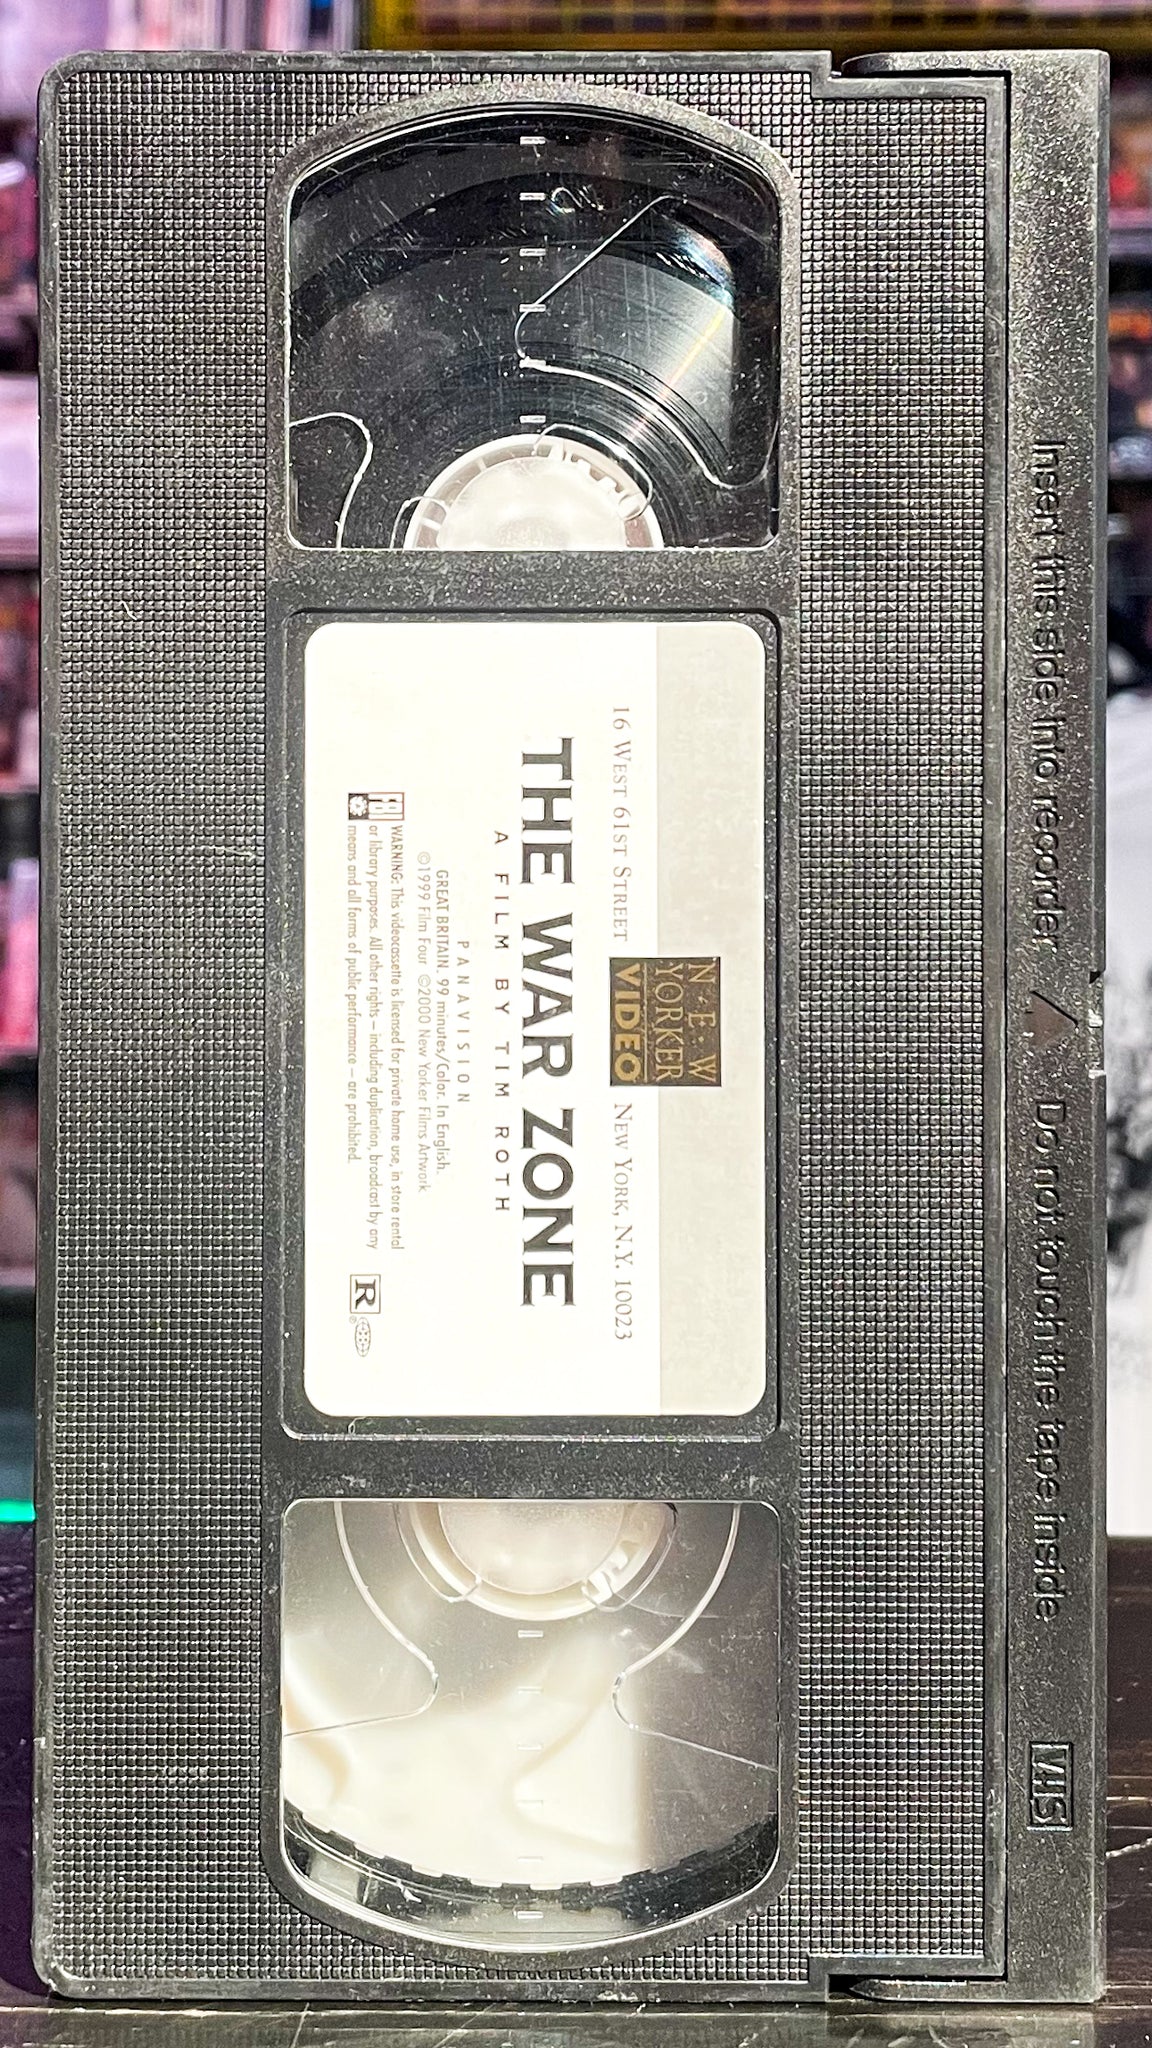 Insert this side into recorder △ Do not touch the tape inside
VHS
NEW
YORKER
VIDEO
16 WEST 61ST STREET NEW YORK, N.Y. 10023
THE WAR ZONE
A FILM BY TIM ROTH
PANAVISION
GREAT BRITAIN. 99 minutes/Color. In English.
©1999 Film Four ©2000 New Yorker Films Artwork
FBI WARNING: This videocassette is licensed for private home use, in store rental
or library purposes. All other rights – including duplication, broadcast by any
means and all forms of public performance – are prohibited.
R ®